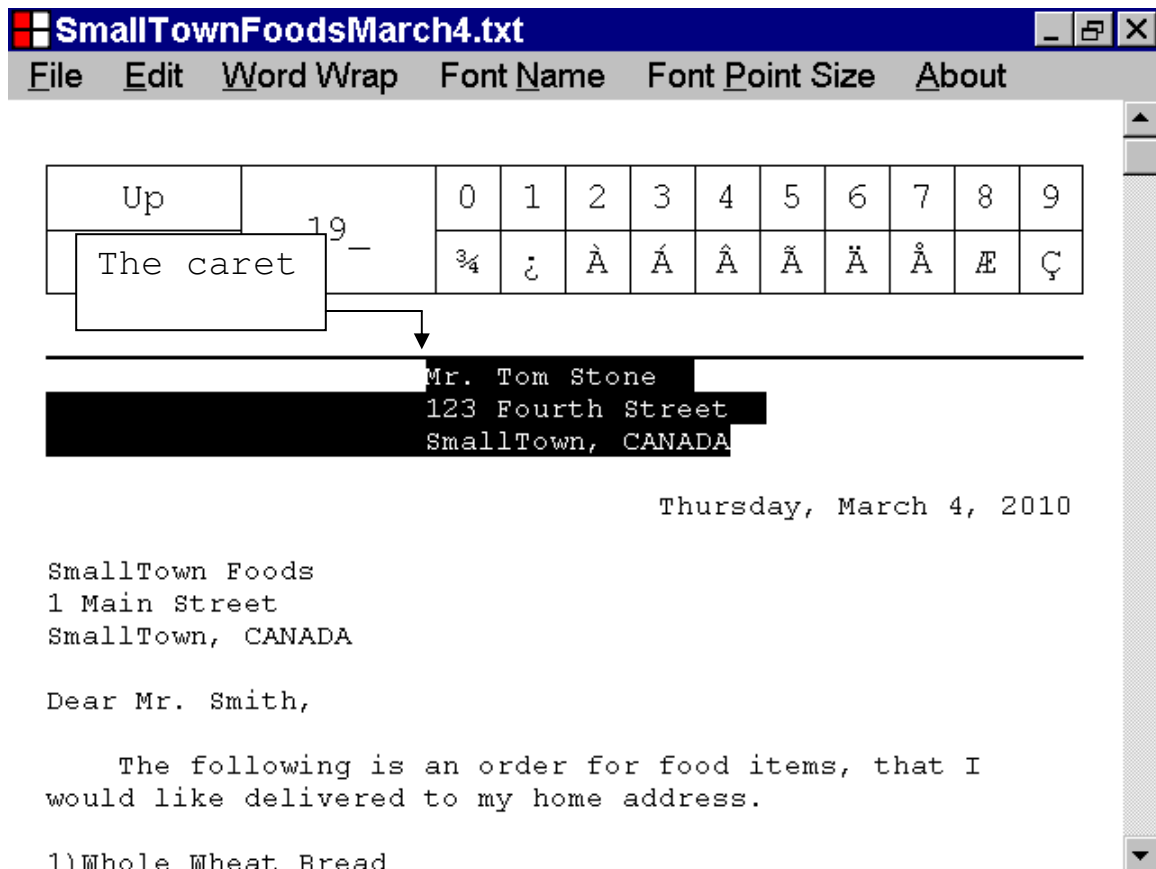 SmallTownFoodsMarch4.txt
File Edit Word Wrap Font Name Font Point Size About
Up 19_ 0 1 2 3 4 5 6 7 8 9
¾ ¿ À Á Â Ã Ä Å Æ Ç
The caret
Mr. Tom Stone
123 Fourth Street
SmallTown, CANADA
Thursday, March 4, 2010
SmallTown Foods
1 Main Street
SmallTown, CANADA
Dear Mr. Smith,
The following is an order for food items, that I
would like delivered to my home address.
1)Whole Wheat Bread